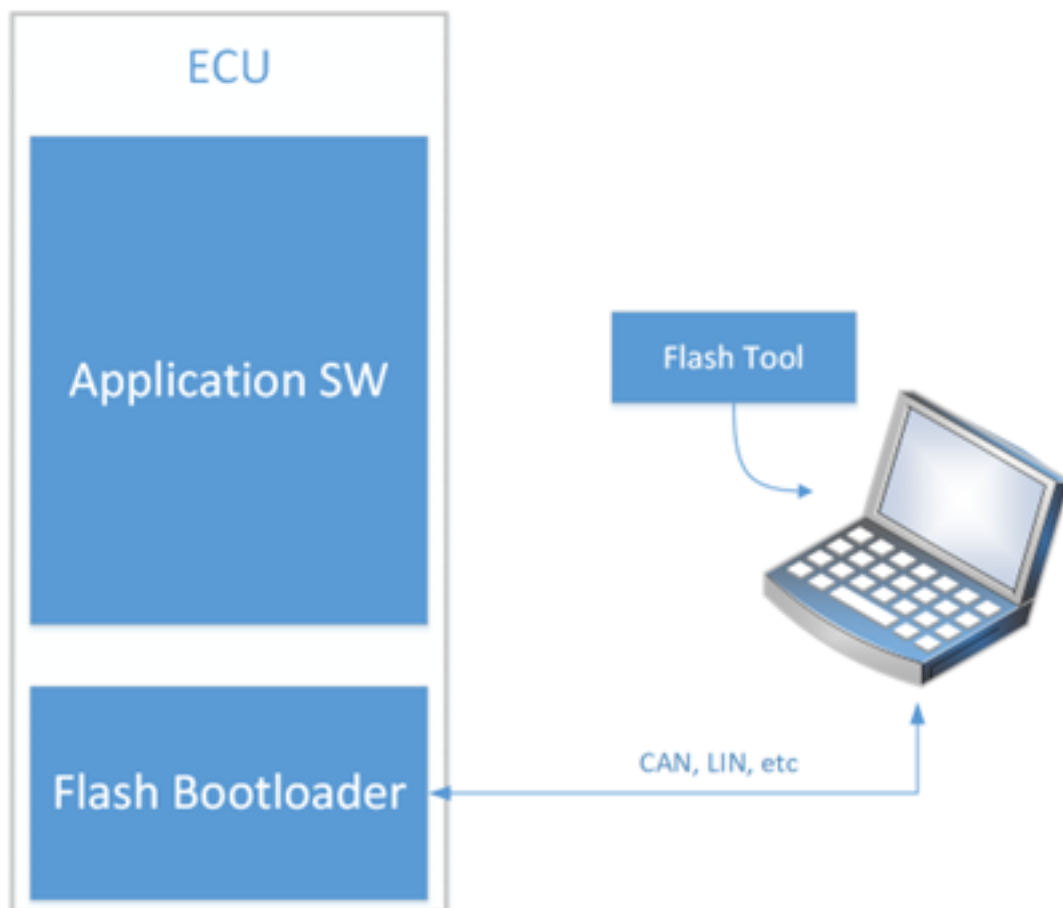 ECU
Application SW
Flash Tool
CAN, LIN, etc
Flash Bootloader